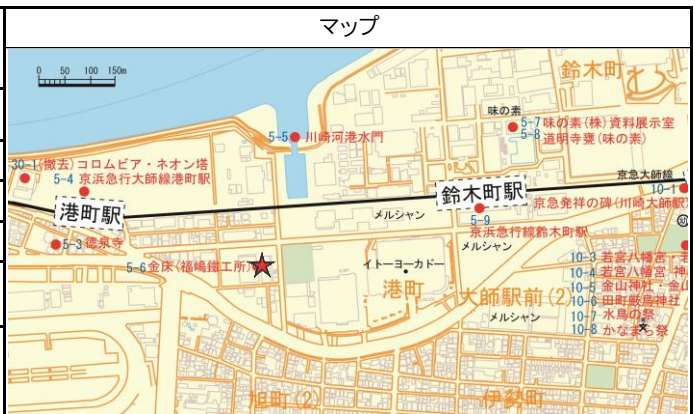 マップ
0 50 100 150m
鈴木町
味の素
5-7 味の素(株)資料展示室
5-8 道明寺甕(味の素)
5-5 川崎河港水門
30-1(撤去)コロムビア・ネオン塔
5-4 京浜急行大師線港町駅
京急大師線
10-1
港町駅
鈴木町駅
京急発祥の碑(川崎大師駅)
メルシャン
5-9
京浜急行線鈴木町駅
5-3 徳泉寺
メルシャン
5-6 金床(福嶋鐵工所)
イトーヨーカドー
港町
大師駅前(2)
メルシャン
10-3 若宮八幡宮・
10-4 若宮八幡宮
10-5 金山神社・金山
10-6 田町厳島神社
10-7 水鳥の祭
10-8 かなまら祭
旭町(2)
伊勢町